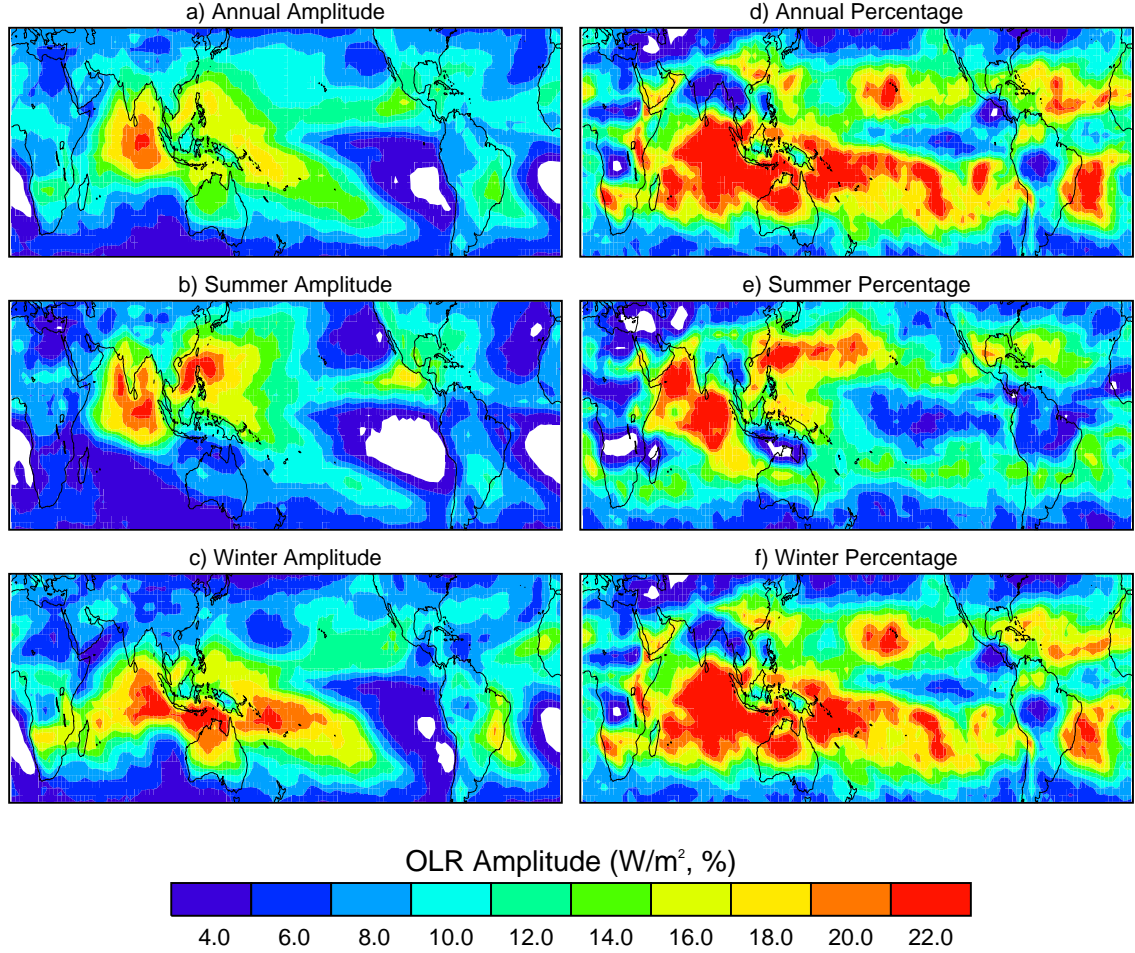 a) Annual Amplitude
d) Annual Percentage
b) Summer Amplitude
e) Summer Percentage
c) Winter Amplitude
f) Winter Percentage
OLR Amplitude (W/m², %)
4.0 6.0 8.0 10.0 12.0 14.0 16.0 18.0 20.0 22.0